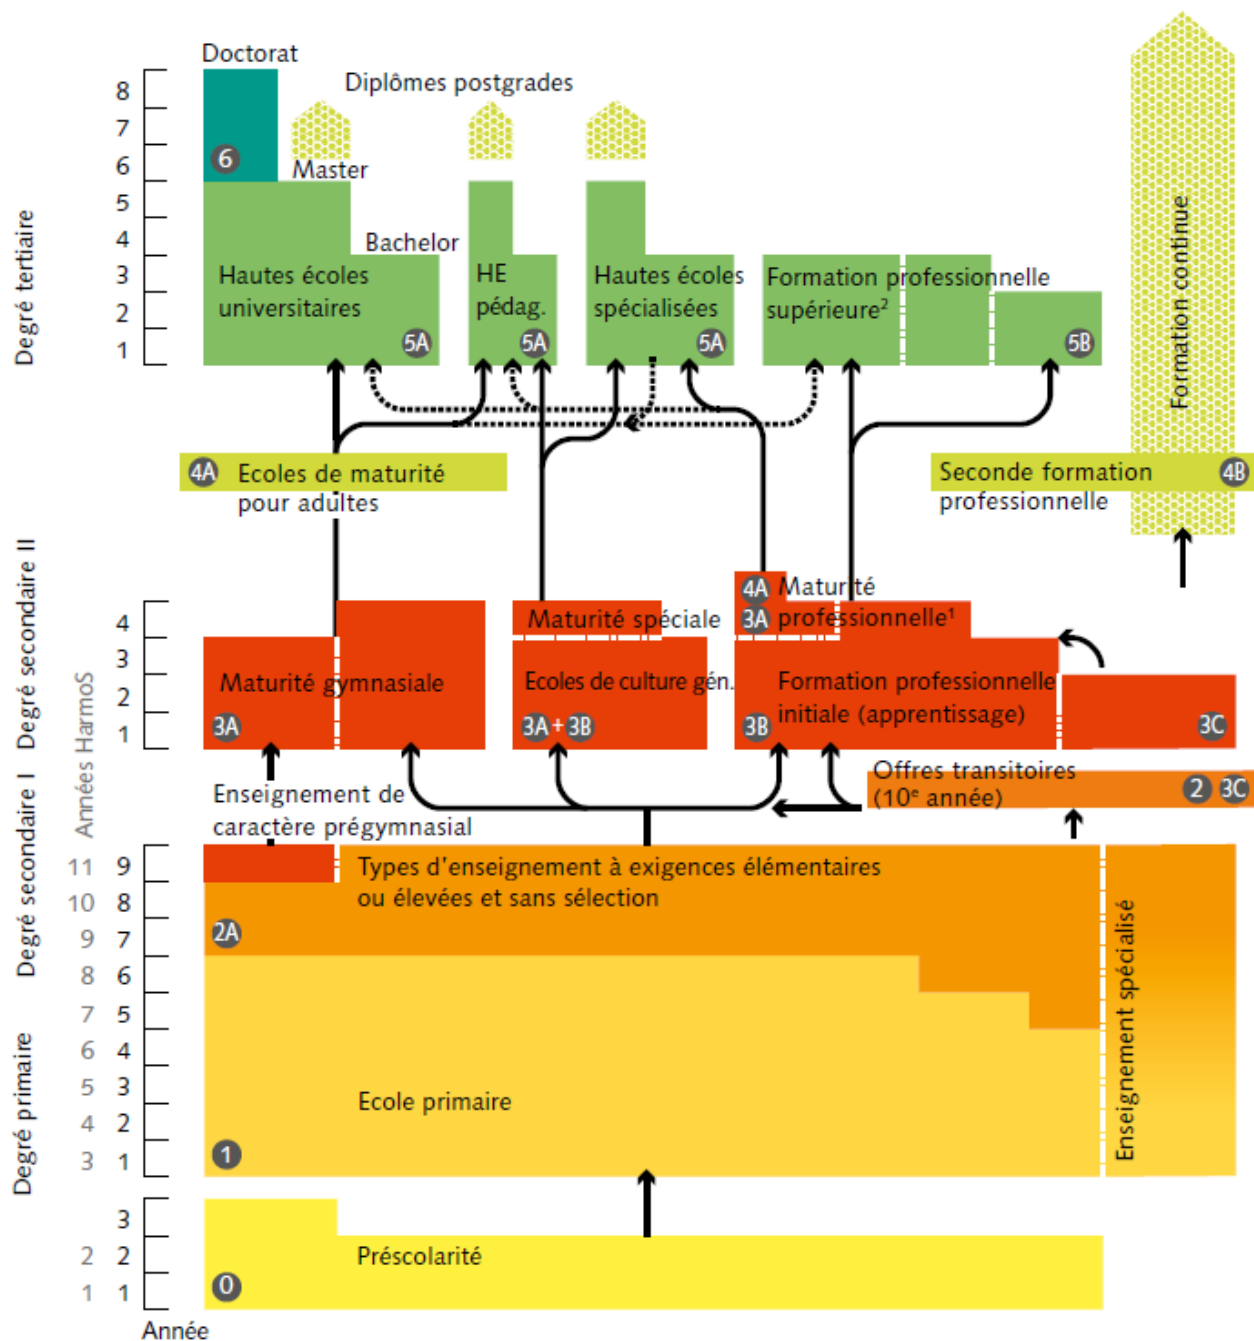 Doctorat
Diplômes postgrades
8
7
6
6
Master
5
4
Bachelor
3
2
1
Hautes écoles
universitaires
5A
HE
pédag.
5A
Hautes écoles
spécialisées
5A
Formation professionnelle
supérieure²
5B
Formation continue
Degré tertiaire
4A Ecoles de maturité
pour adultes
Seconde formation 4B
professionnelle
Degré secondaire II
4
3
2
1
Maturité gymnasiale
3A
Maturité spéciale
Ecoles de culture gén.
3A + 3B
4A Maturité
3A professionnelle¹
Formation professionnelle
initiale (apprentissage)
3B
3C
Offres transitoires
(10e année)
2 3C
Enseignement de
caractère prégymnasial
Années HarmoS
Degré secondaire I
11 9
10 8
9 7
8 6
7 5
6 4
5 3
4 2
3 1
Types d'enseignement à exigences élémentaires
ou élevées et sans sélection
2A
Enseignement spécialisé
Degré primaire
Ecole primaire
1
3
2 2
1 1
Préscolarité
0
Année